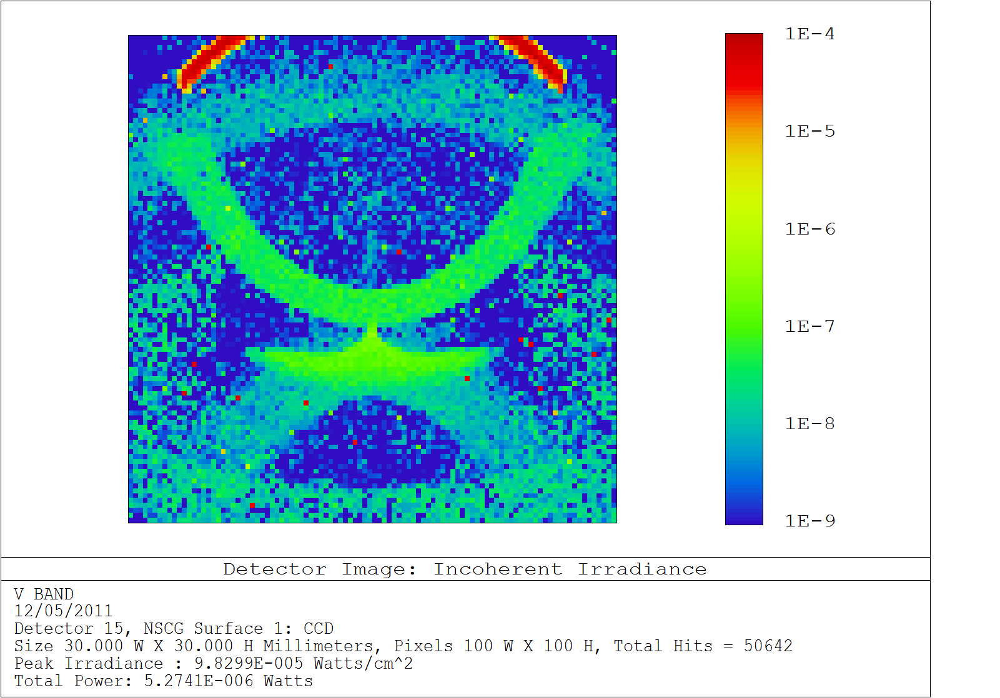 1E-4
1E-5
1E-6
1E-7
1E-8
1E-9
Detector Image: Incoherent Irradiance
V BAND
12/05/2011
Detector 15, NSCG Surface 1: CCD
Size 30.000 W X 30.000 H Millimeters, Pixels 100 W X 100 H, Total Hits = 50642
Peak Irradiance : 9.8299E-005 Watts/cm^2
Total Power: 5.2741E-006 Watts